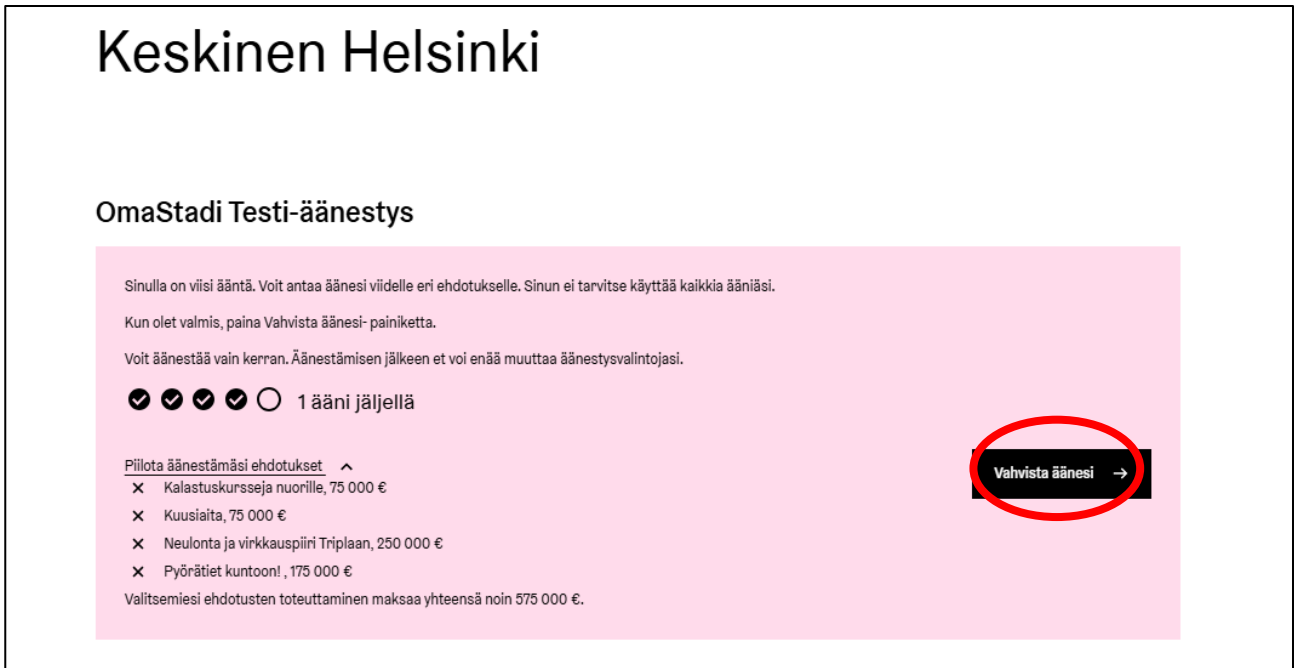 Keskinen Helsinki
OmaStadi Testi-äänestys
Sinulla on viisi ääntä. Voit antaa äänesi viidelle eri ehdotukselle. Sinun ei tarvitse käyttää kaikkia ääniäsi.
Kun olet valmis, paina Vahvista äänesi- painiketta.
Voit äänestää vain kerran. Äänestämisen jälkeen et voi enää muuttaa äänestysvalintojasi.
1 ääni jäljellä
Piilota äänestämäsi ehdotukset
Vahvista äänesi →
Kalastuskursseja nuorille, 75 000 €
Kuusiaita, 75 000 €
Neulonta ja virkkauspiiri Triplaan, 250 000 €
Pyörätiet kuntoon! , 175 000 €
Valitsemiesi ehdotusten toteuttaminen maksaa yhteensä noin 575 000 €.